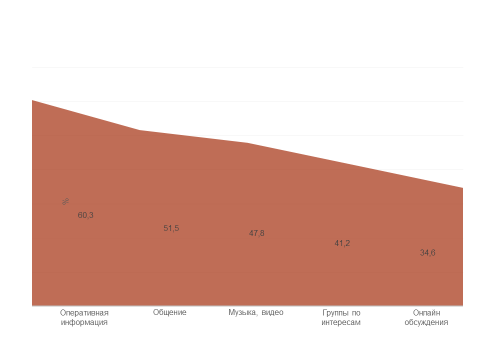 60,3
51,5
47,8
41,2
34,6
Оперативная
информация
Общение
Музыка, видео
Группы по
интересам
Онлайн
обсуждения